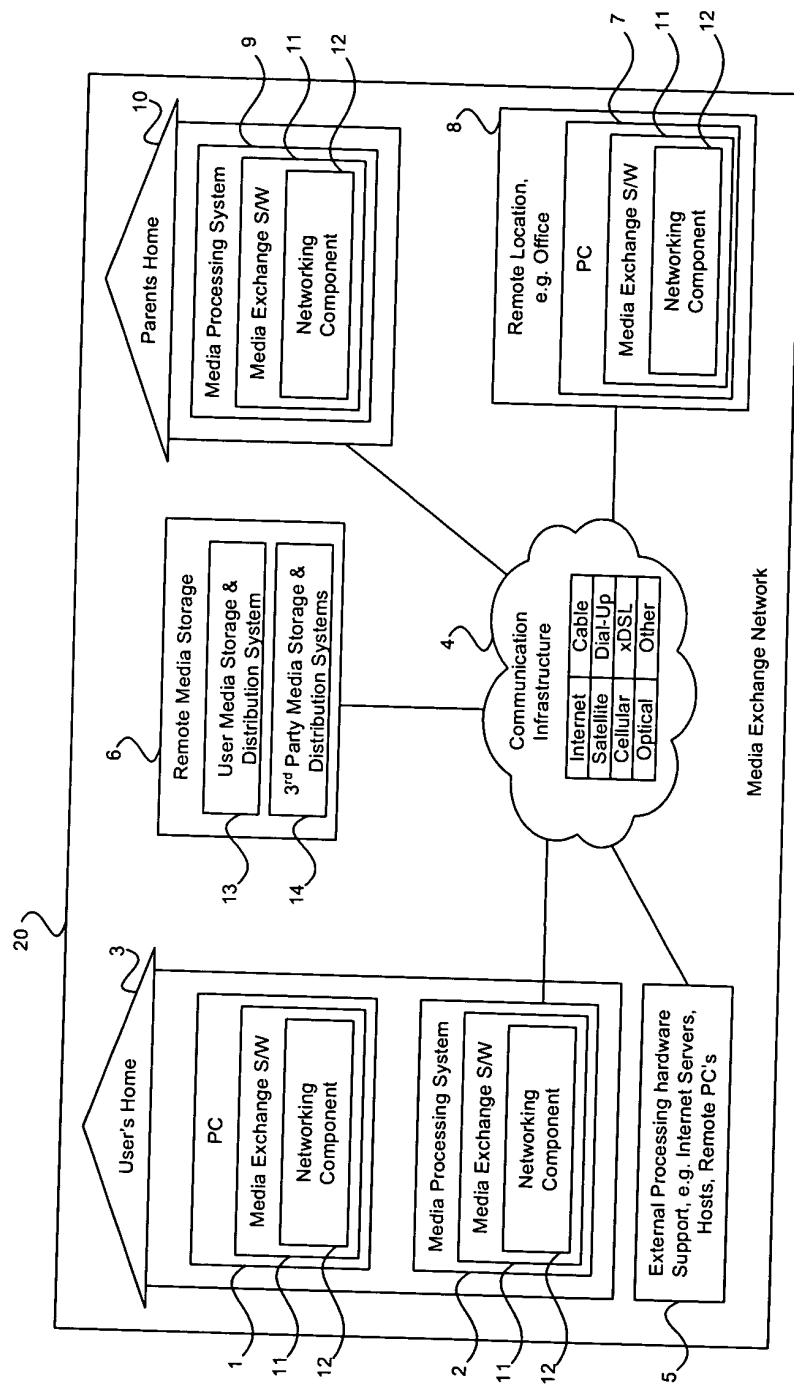 20
User's Home
3
PC
Media Exchange S/W
Networking
Component
1
11
12
Media Processing System
Media Exchange S/W
Networking
Component
2
11
12
External Processing hardware
Support, e.g. Internet Servers,
Hosts, Remote PC's
5
6
Remote Media Storage
User Media Storage &
Distribution System
3rd Party Media Storage &
Distribution Systems
13
14
4
Communication
Infrastructure
Internet Cable
Satellite Dial-Up
Cellular xDSL
Optical Other
Parents Home
10
Media Processing System
Media Exchange S/W
Networking
Component
9
11
12
8
Remote Location,
e.g. Office
PC
Media Exchange S/W
Networking
Component
7
11
12
Media Exchange Network